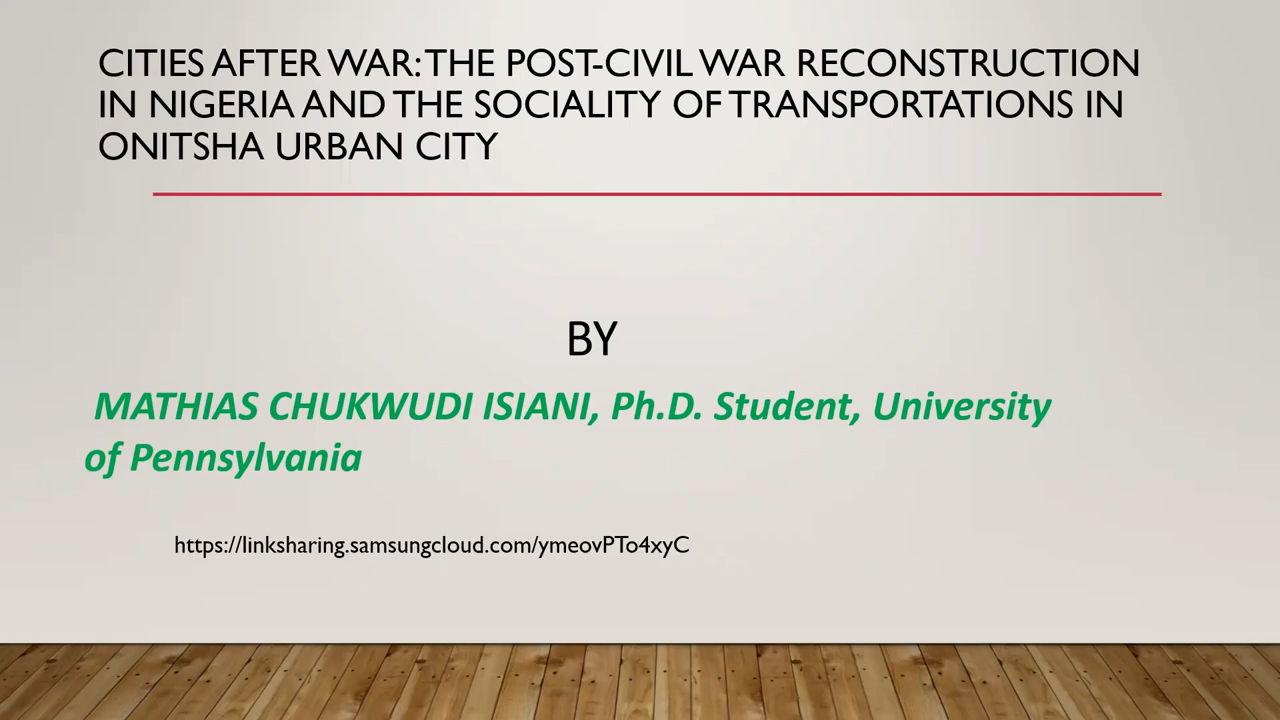 CITIES AFTER WAR: THE POST-CIVIL WAR RECONSTRUCTION
IN NIGERIA AND THE SOCIALITY OF TRANSPORTATIONS IN
ONITSHA URBAN CITY
BY
MATHIAS CHUKWUDI ISIANI, Ph.D. Student, University
of Pennsylvania
https://linksharing.samsungcloud.com/ymeovPTo4xyC